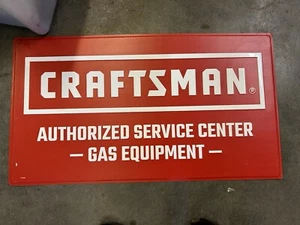 CRAFTSMAN®
AUTHORIZED SERVICE CENTER
— GAS EQUIPMENT —